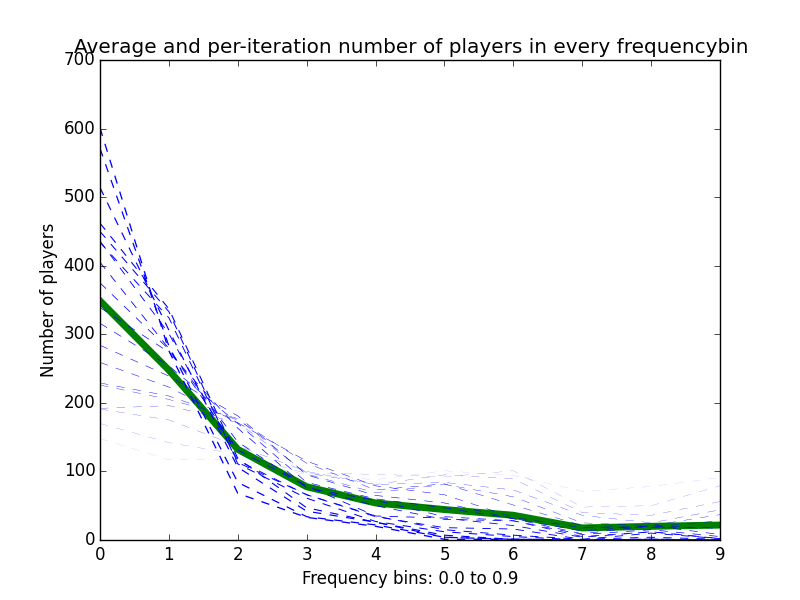 Average and per-iteration number of players in every frequencybin
700
600
500
400
300
200
100
0
Number of players
0 1 2 3 4 5 6 7 8 9
Frequency bins: 0.0 to 0.9